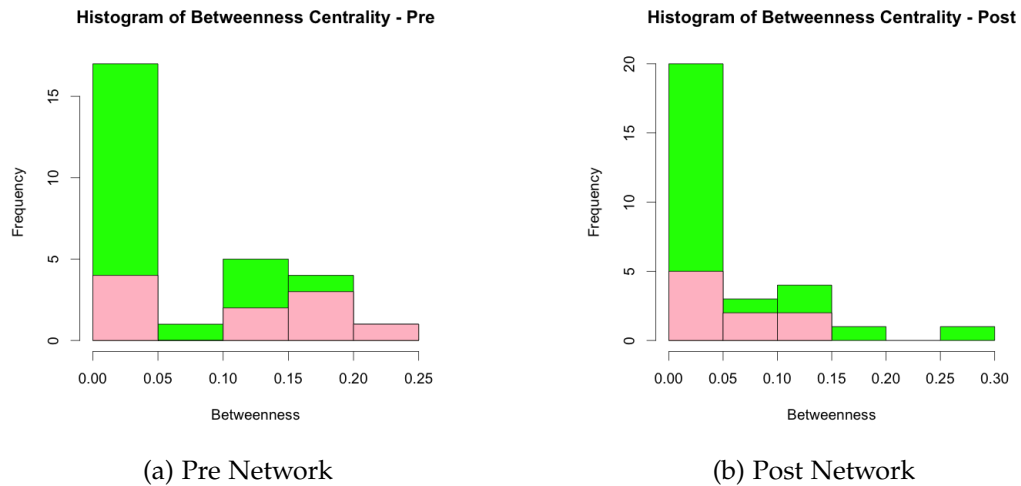 Histogram of Betweenness Centrality - Pre
Frequency
15
10
5
0
0.00 0.05 0.10 0.15 0.20 0.25
Betweenness
(a) Pre Network
Histogram of Betweenness Centrality - Post
Frequency
20
15
10
5
0
0.00 0.05 0.10 0.15 0.20 0.25 0.30
Betweenness
(b) Post Network